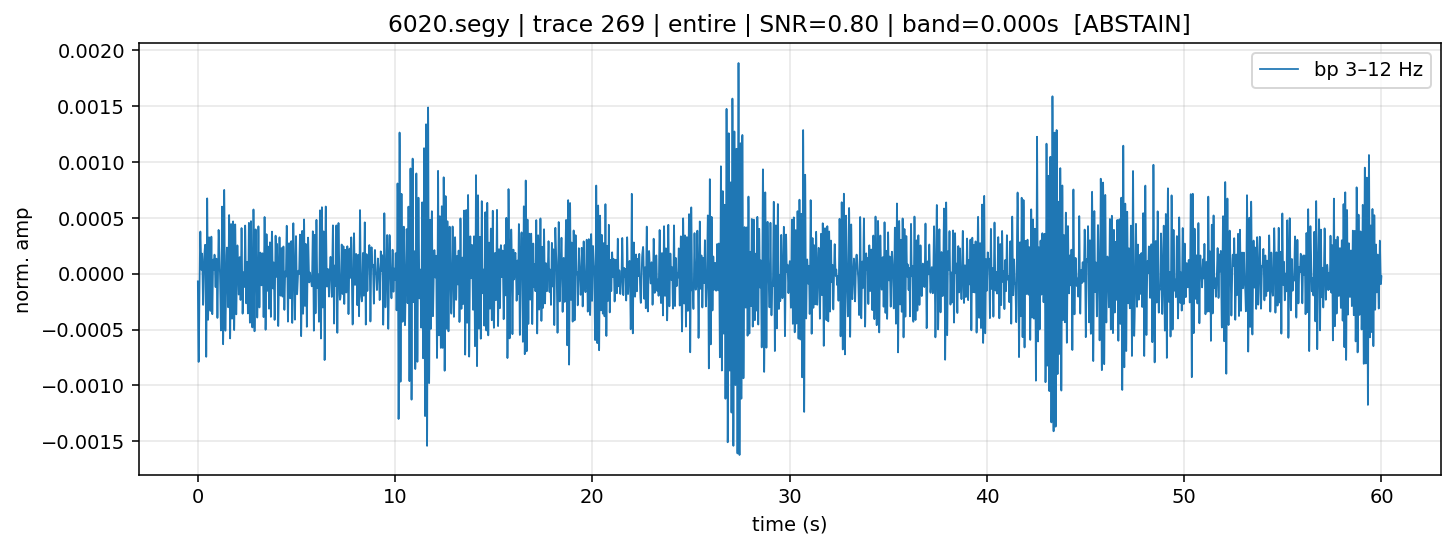 6020.segy | trace 269 | entire | SNR=0.80 | band=0.000s  [ABSTAIN]
bp 3–12 Hz
norm. amp
0.0020
0.0015
0.0010
0.0005
0.0000
−0.0005
−0.0010
−0.0015
0 10 20 30 40 50 60
time (s)